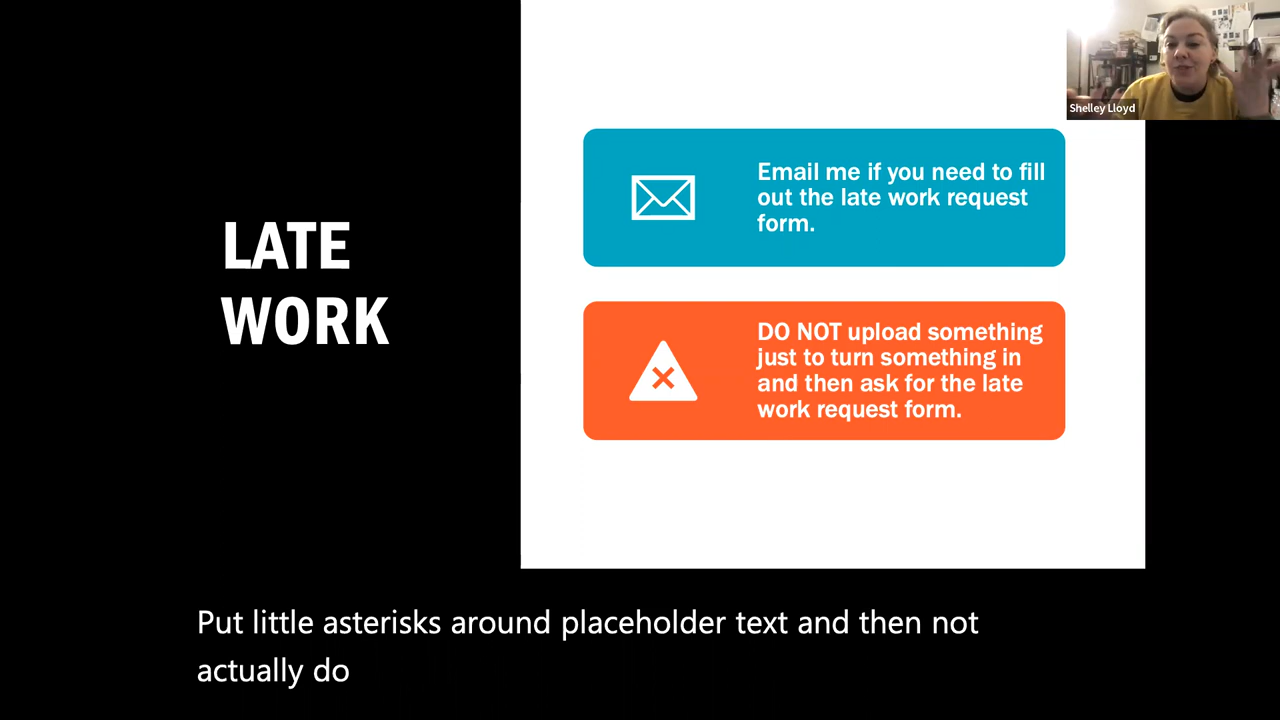 LATE
WORK
Email me if you need to fill
out the late work request
form.
DO NOT upload something
just to turn something in
and then ask for the late
work request form.
Shelley Lloyd
Put little asterisks around placeholder text and then not
actually do